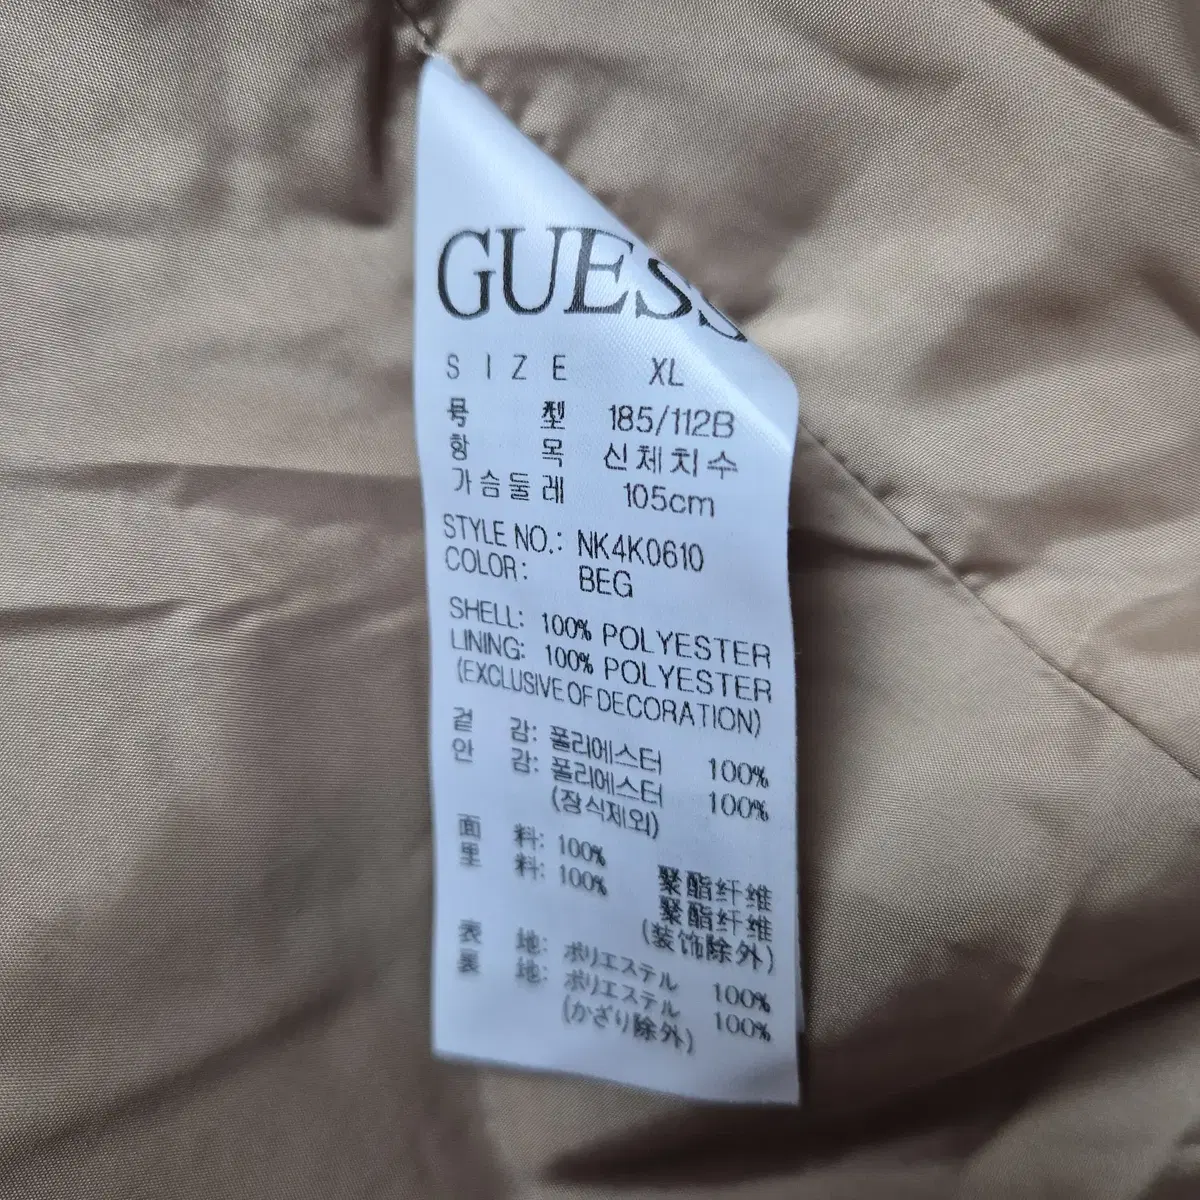 GUESS
SIZE XL
号型 185/112B
항목 신체치수
가슴둘레 105cm
STYLE NO.: NK4K0610
COLOR: BEG
SHELL: 100% POLYESTER
LINING: 100% POLYESTER
(EXCLUSIVE OF DECORATION)
겉감: 폴리에스터 100%
안감: 폴리에스터 100%
(장식제외)
面料: 100% 聚酯纤维
里料: 100% 聚酯纤维
(装饰除外)
表地: ポリエステル 100%
裏地: ポリエステル 100%
(かざり除外)